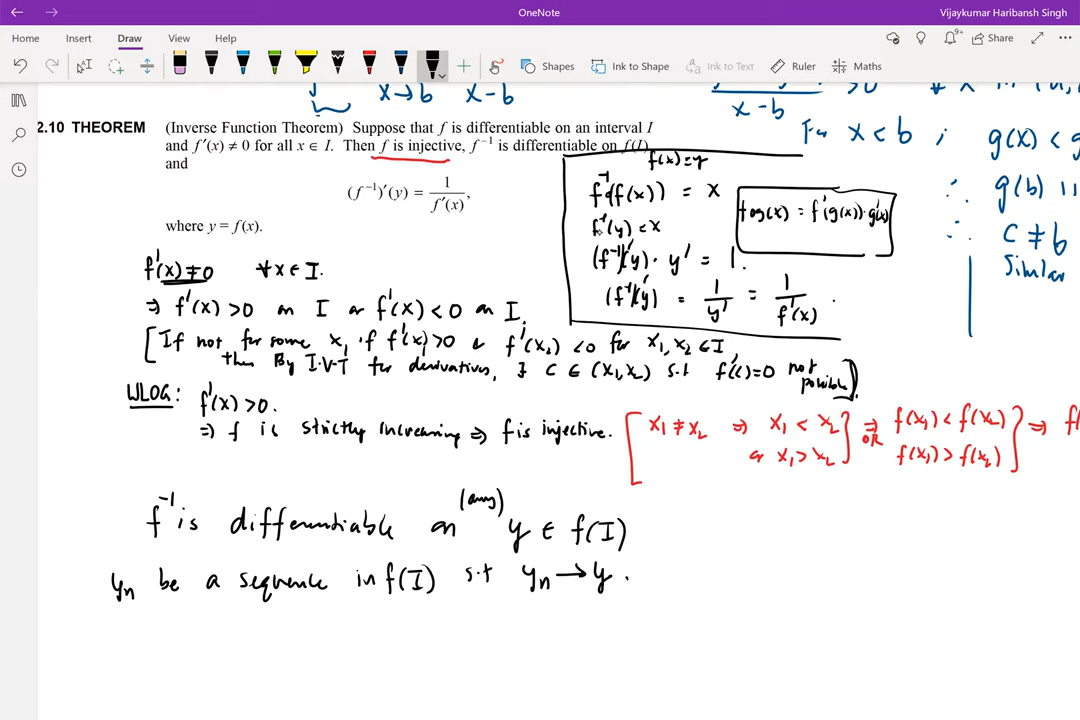 OneNote
Vijaykumar Haribansh Singh
Home Insert Draw View Help
9+
Share
Shapes Ink to Shape Ink to Text Ruler Maths
x→b x-b
x-b
For x < b ;
g(x) < g
∴ g(b)
∴ C ≠ b
Similar
2.10 THEOREM (Inverse Function Theorem) Suppose that f is differentiable on an interval I
and f′(x) ≠ 0 for all x ∈ I. Then f is injective, f⁻¹ is differentiable on f(I),
and
(f⁻¹)′(y) = 1/f′(x),
where y = f(x).
f(x)=y
f⁻¹(f(x)) = x
f⁻¹(y) = x
(f⁻¹)′(y) · y′ = 1.
(f⁻¹)′(y) = 1/y′ = 1/f′(x) .
fog(x) = f′(g(x))·g′(x)
f′(x)≠0 ∀x∈I.
⇒ f′(x) >0 on I or f′(x) <0 on I.
[If not for some x₁ if f′(x₁)>0 & f′(x₂) <0 for x₁,x₂ ∈I
then By I.V.T for derivatives, ∃ C ∈ (x₁,x₂) s.t f′(c)=0 not possible].
WLOG: f′(x) >0.
⇒ f is strictly increasing ⇒ f is injective.
[x₁ ≠ x₂ ⇒ x₁ < x₂ or x₁ > x₂] ⇒ f(x₁) < f(x₂) OR f(x₁) > f(x₂)] ⇒ f(
f⁻¹ is differentiable on (any) y ∈ f(I)
yₙ be a sequence in f(I) s.t yₙ → y .